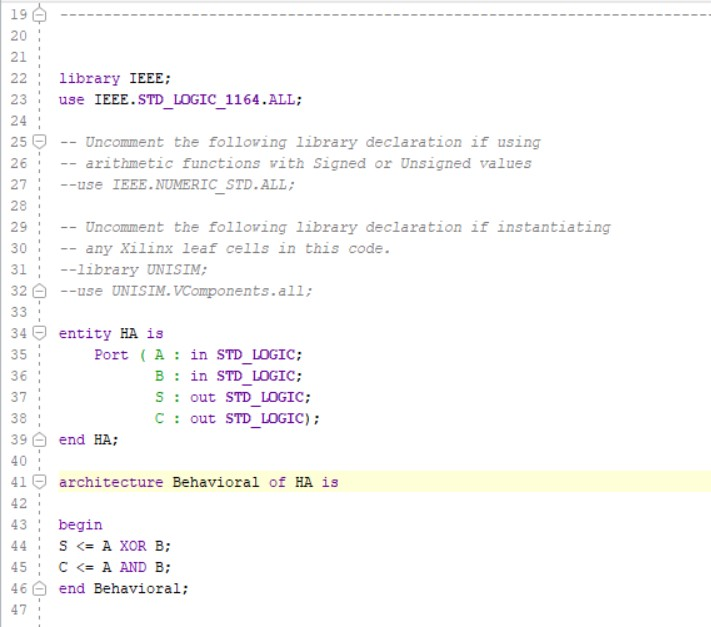 19 --------------------------------------------------------------------------
20
21
22 library IEEE;
23 use IEEE.STD_LOGIC_1164.ALL;
24
25 -- Uncomment the following library declaration if using
26 -- arithmetic functions with Signed or Unsigned values
27 --use IEEE.NUMERIC_STD.ALL;
28
29 -- Uncomment the following library declaration if instantiating
30 -- any Xilinx leaf cells in this code.
31 --library UNISIM;
32 --use UNISIM.VComponents.all;
33
34 entity HA is
35     Port ( A : in STD_LOGIC;
36            B : in STD_LOGIC;
37            S : out STD_LOGIC;
38            C : out STD_LOGIC);
39 end HA;
40
41 architecture Behavioral of HA is
42
43 begin
44 S <= A XOR B;
45 C <= A AND B;
46 end Behavioral;
47